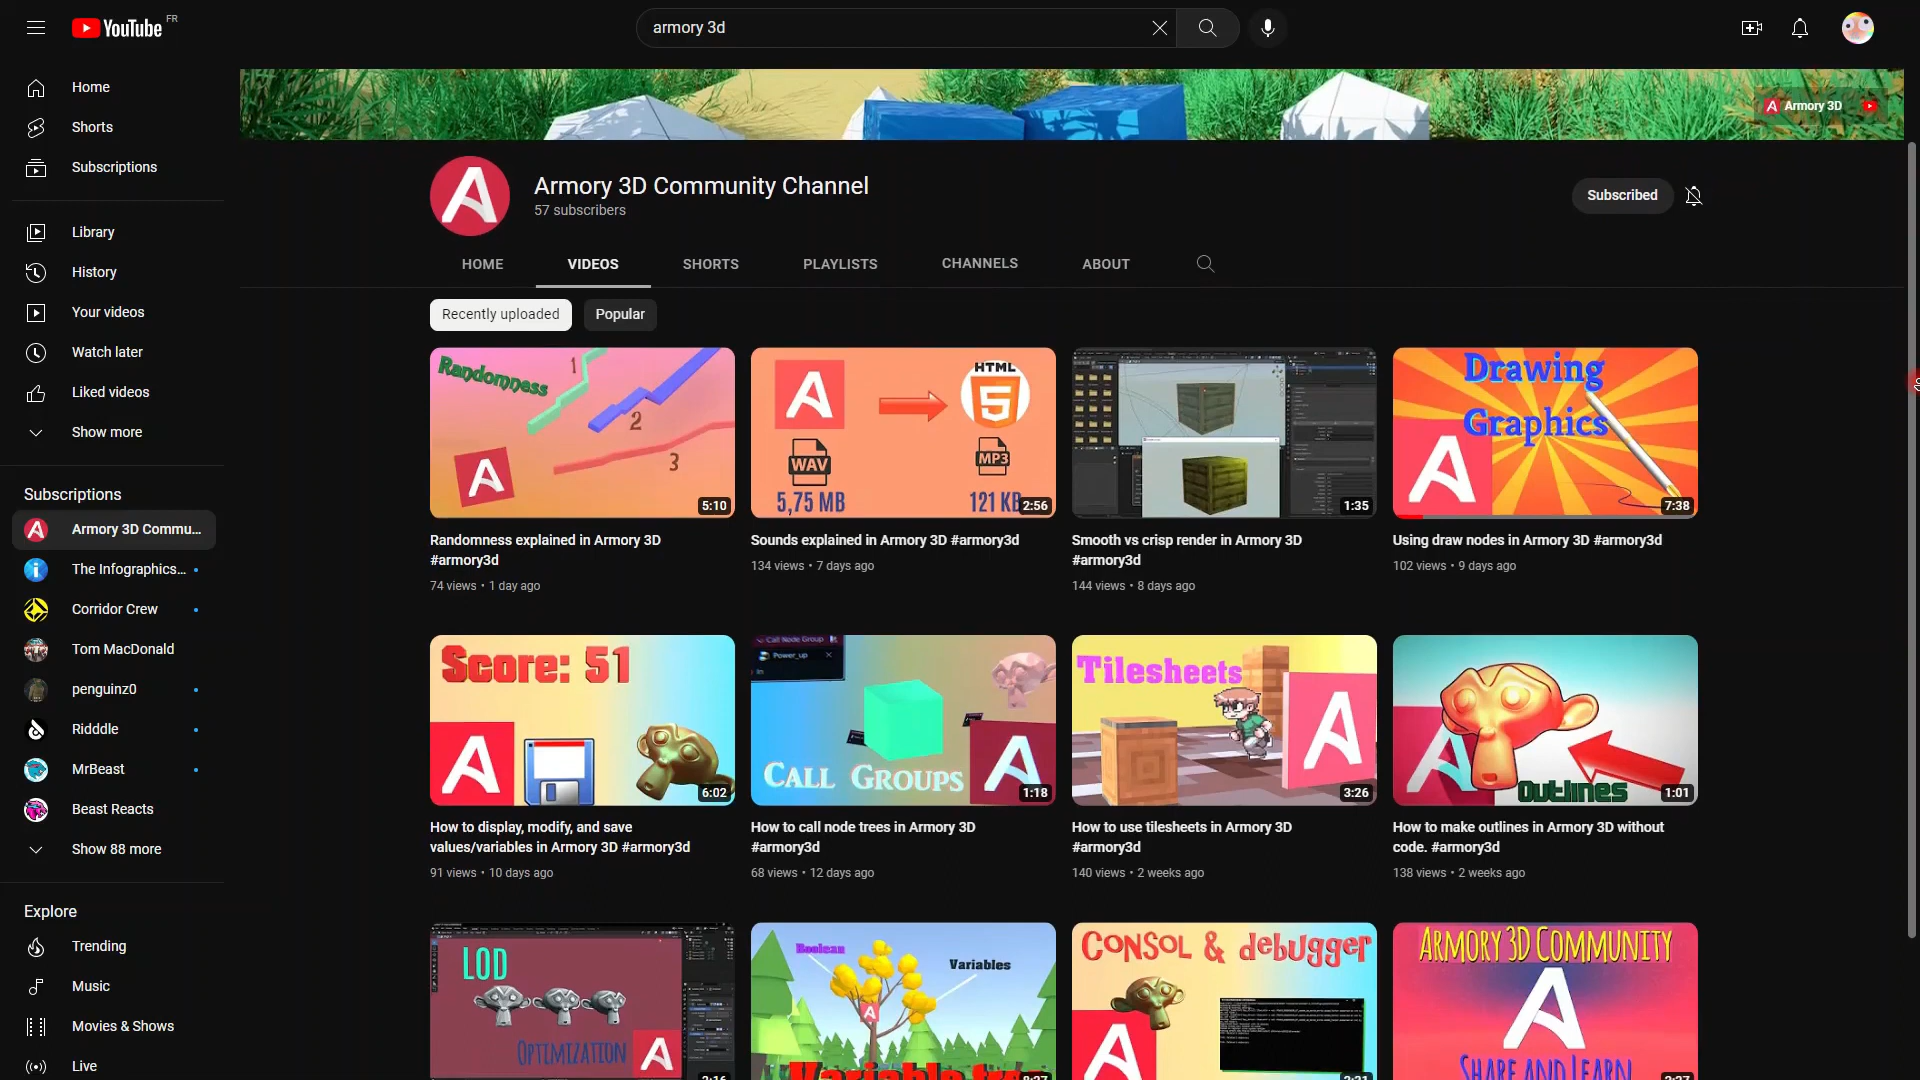 YouTube FR
armory 3d
Home
Shorts
Subscriptions
Library
History
Your videos
Watch later
Liked videos
Show more
Subscriptions
Armory 3D Commu...
The Infographics...
Corridor Crew
Tom MacDonald
penguinz0
Ridddle
MrBeast
Beast Reacts
Show 88 more
Explore
Trending
Music
Movies & Shows
Live
Armory 3D
Armory 3D Community Channel
57 subscribers
Subscribed
HOME
VIDEOS
SHORTS
PLAYLISTS
CHANNELS
ABOUT
Recently uploaded
Popular
Randomness
1
2
3
5:10
Randomness explained in Armory 3D
#armory3d
74 views • 1 day ago
HTML
5
WAV
MP3
5,75 MB
121 KB
2:56
Sounds explained in Armory 3D #armory3d
134 views • 7 days ago
1:35
Smooth vs crisp render in Armory 3D
#armory3d
144 views • 8 days ago
Drawing
Graphics
7:38
Using draw nodes in Armory 3D #armory3d
102 views • 9 days ago
Score: 51
6:02
How to display, modify, and save
values/variables in Armory 3D #armory3d
91 views • 10 days ago
Call Node Group
Power_up
In
CALL GROUPS
1:18
How to call node trees in Armory 3D
#armory3d
68 views • 12 days ago
Tilesheets
3:26
How to use tilesheets in Armory 3D
#armory3d
140 views • 2 weeks ago
Outlines
1:01
How to make outlines in Armory 3D without
code. #armory3d
138 views • 2 weeks ago
LOD
OPTIMIZATION
Boolean
Variables
CONSOL & debugger
ARMORY 3D COMMUNITY
SHARE AND LEARN